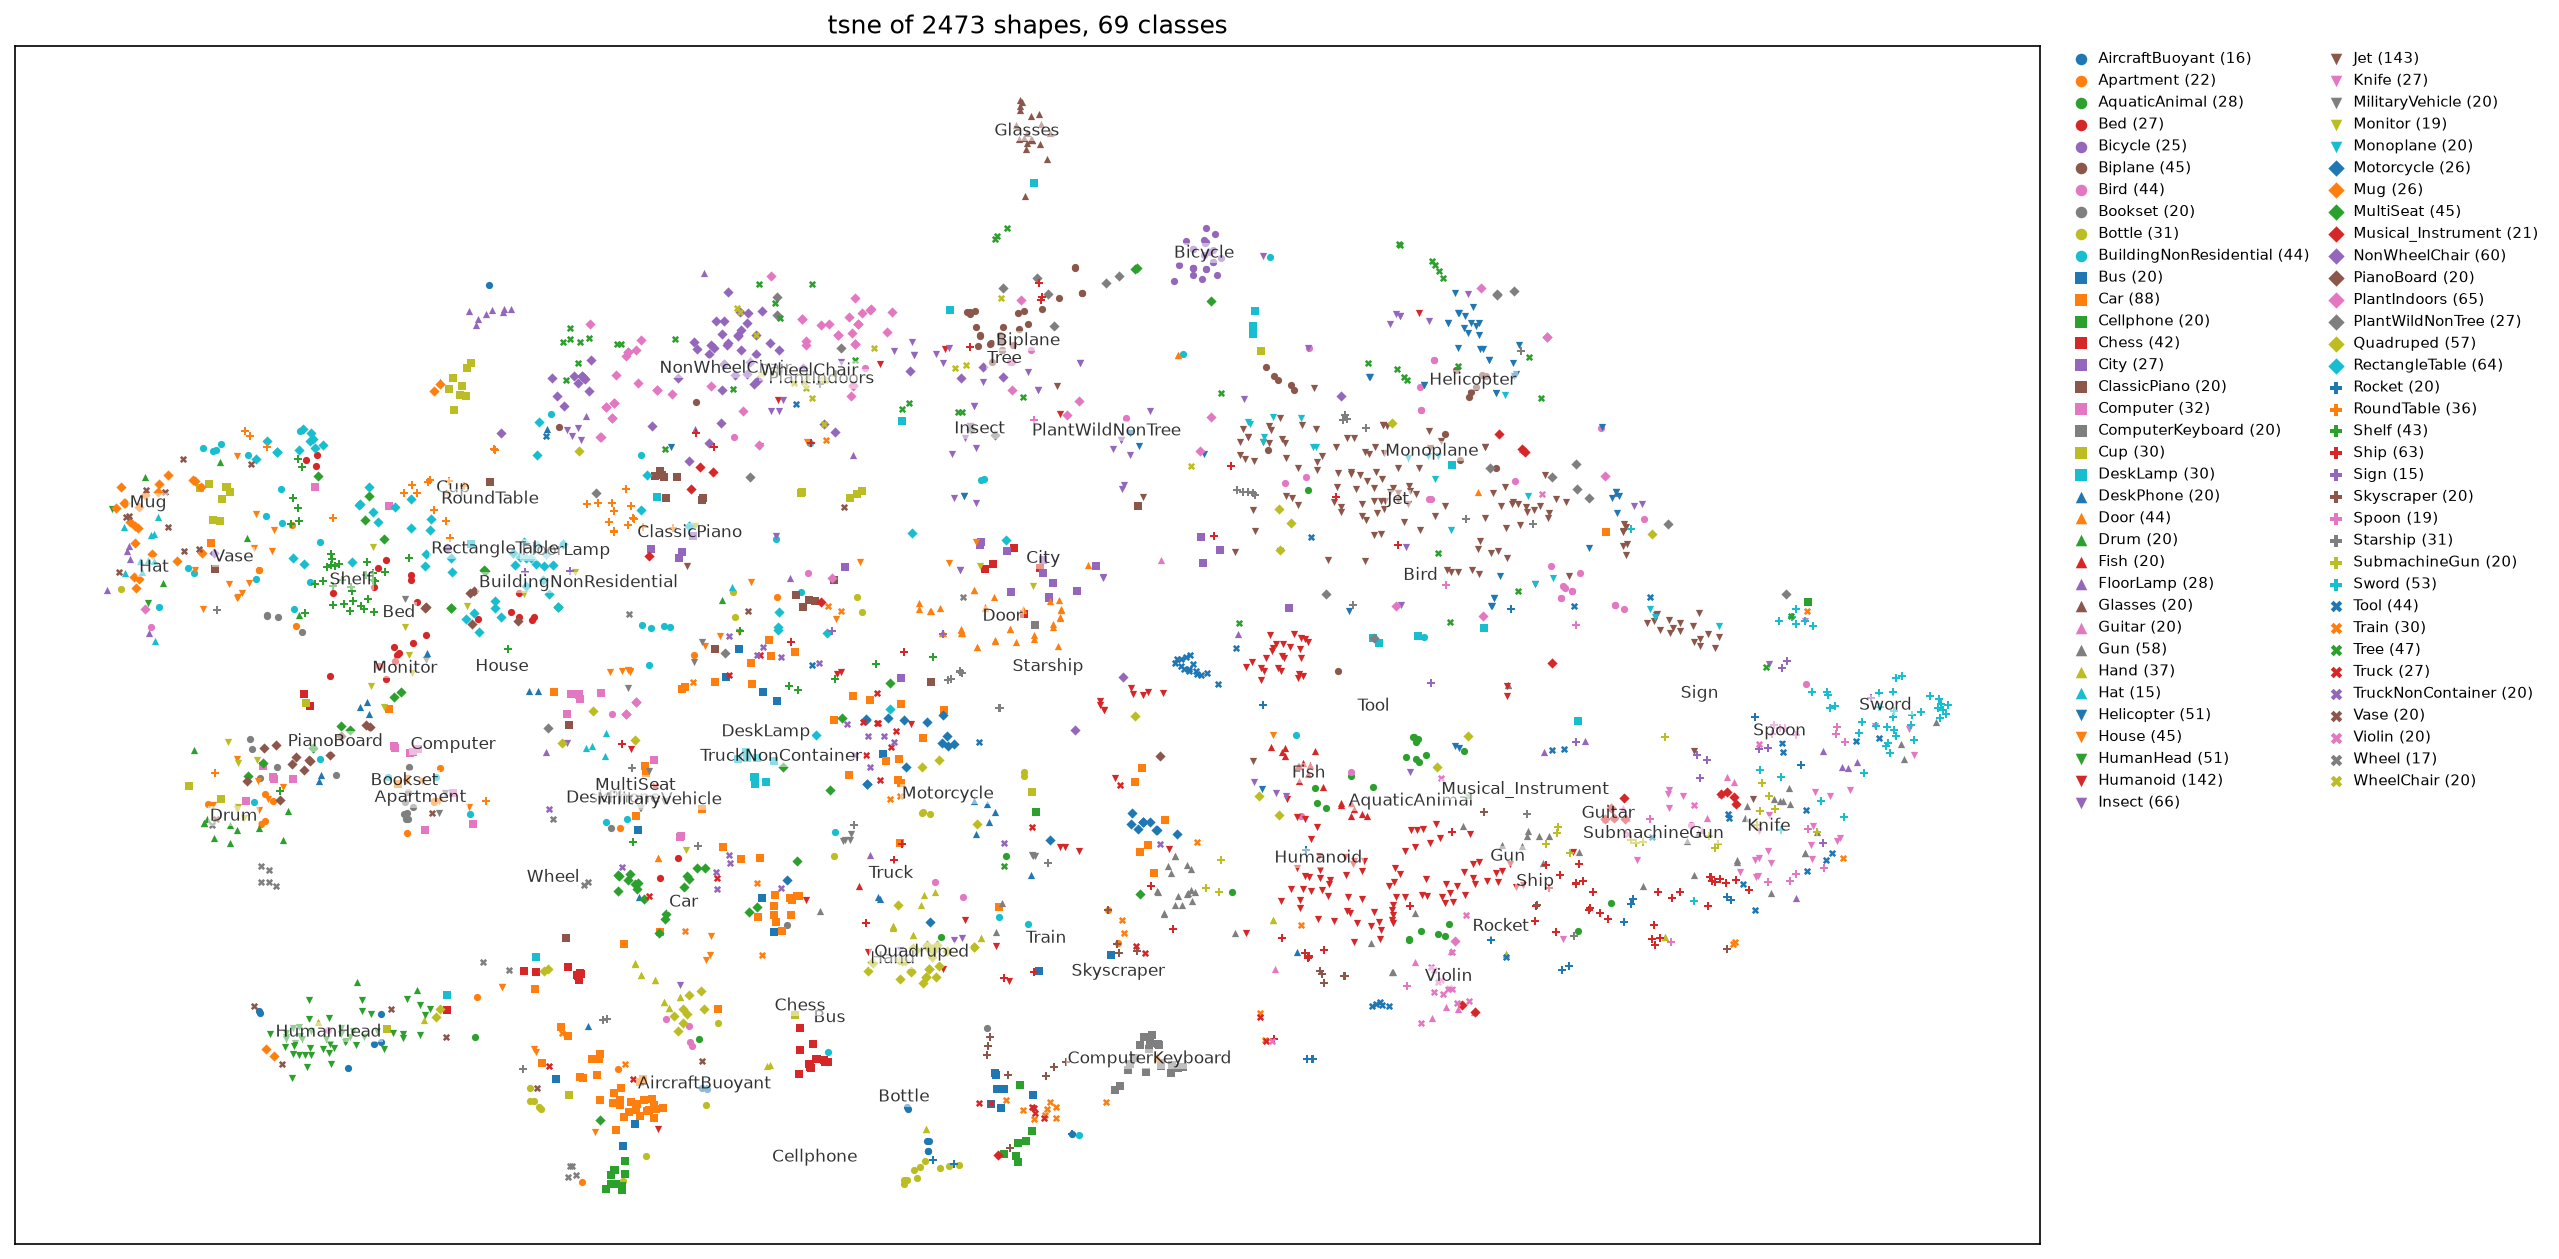 tsne of 2473 shapes, 69 classes
Glasses
Bicycle
Biplane
Tree
NonWheelChair
WheelChair
PlantIndoors
Helicopter
Insect
PlantWildNonTree
Monoplane
Mug
Cup
RoundTable
Jet
ClassicPiano
RectangleTable
Lamp
Vase
Hat
Shelf
BuildingNonResidential
City
Bird
Bed
Door
Monitor
House
Starship
Tool
Sign
Sword
DeskLamp
Spoon
PianoBoard
Computer
TruckNonContainer
Bookset
Apartment
MultiSeat
MilitaryVehicle
Motorcycle
Fish
AquaticAnimal
Musical_Instrument
Drum
Guitar
SubmachineGun
Knife
Humanoid
Gun
Wheel
Truck
Ship
Car
Rocket
Train
Quadruped
Hand
Skyscraper
Violin
Chess
Bus
HumanHead
ComputerKeyboard
AircraftBuoyant
Bottle
Cellphone
AircraftBuoyant (16)
Apartment (22)
AquaticAnimal (28)
Bed (27)
Bicycle (25)
Biplane (45)
Bird (44)
Bookset (20)
Bottle (31)
BuildingNonResidential (44)
Bus (20)
Car (88)
Cellphone (20)
Chess (42)
City (27)
ClassicPiano (20)
Computer (32)
ComputerKeyboard (20)
Cup (30)
DeskLamp (30)
DeskPhone (20)
Door (44)
Drum (20)
Fish (20)
FloorLamp (28)
Glasses (20)
Guitar (20)
Gun (58)
Hand (37)
Hat (15)
Helicopter (51)
House (45)
HumanHead (51)
Humanoid (142)
Insect (66)
Jet (143)
Knife (27)
MilitaryVehicle (20)
Monitor (19)
Monoplane (20)
Motorcycle (26)
Mug (26)
MultiSeat (45)
Musical_Instrument (21)
NonWheelChair (60)
PianoBoard (20)
PlantIndoors (65)
PlantWildNonTree (27)
Quadruped (57)
RectangleTable (64)
Rocket (20)
RoundTable (36)
Shelf (43)
Ship (63)
Sign (15)
Skyscraper (20)
Spoon (19)
Starship (31)
SubmachineGun (20)
Sword (53)
Tool (44)
Train (30)
Tree (47)
Truck (27)
TruckNonContainer (20)
Vase (20)
Violin (20)
Wheel (17)
WheelChair (20)